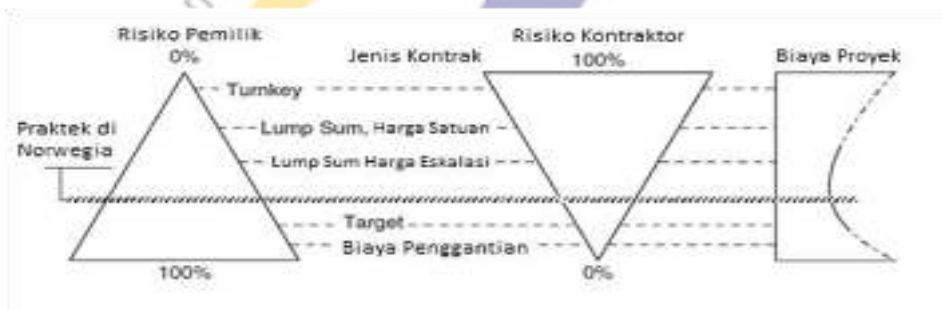 Risiko Pemilik
0%
Jenis Kontrak
Risiko Kontraktor
100%
Biaya Proyek
Turnkey
Praktek di
Norwegia
Lump Sum, Harga Satuan
Lump Sum Harga Eskalasi
Target
Biaya Penggantian
100%
0%